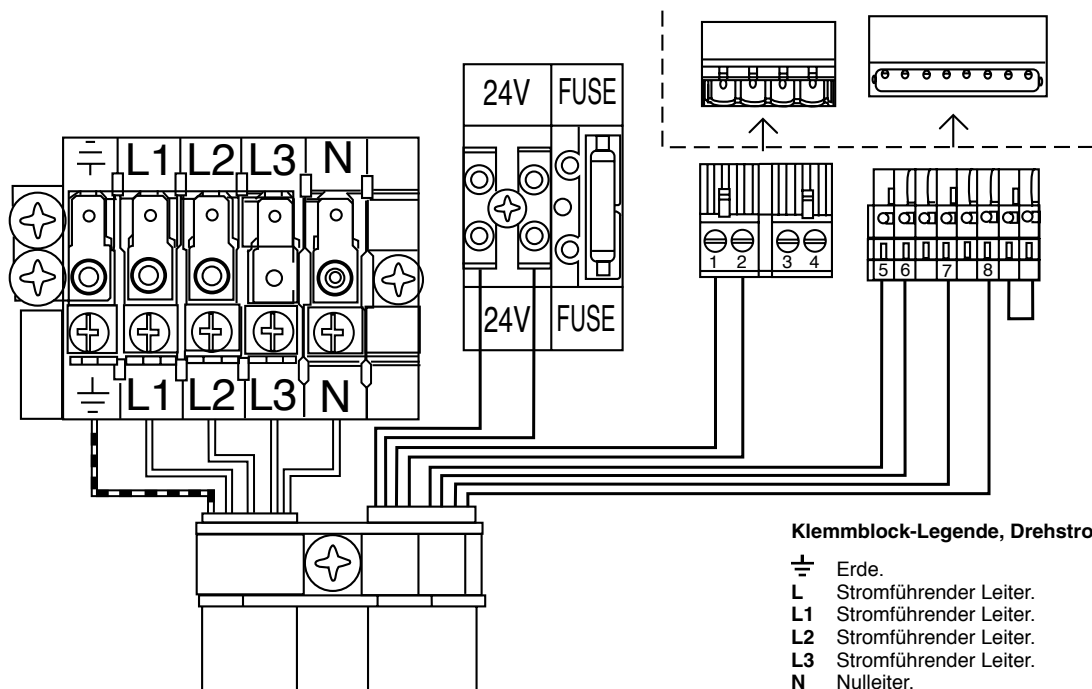 24V FUSE
L1 L2 L3 N
1 2 3 4
5 6 7 8
24V FUSE
L1 L2 L3 N
Klemmblock-Legende, Drehstro
Erde.
L Stromführender Leiter.
L1 Stromführender Leiter.
L2 Stromführender Leiter.
L3 Stromführender Leiter.
N Nulleiter.